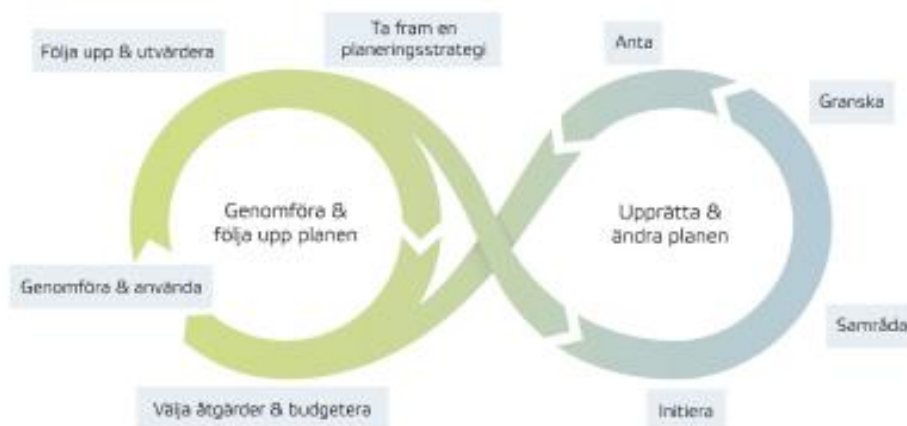 Ta fram en
planeringsstrategi
Följa upp & utvärdera
Anta
Granska
Genomföra &
följa upp planen
Upprätta &
ändra planen
Genomföra & använda
Samråda
Välja åtgärder & budgetera
Initiera